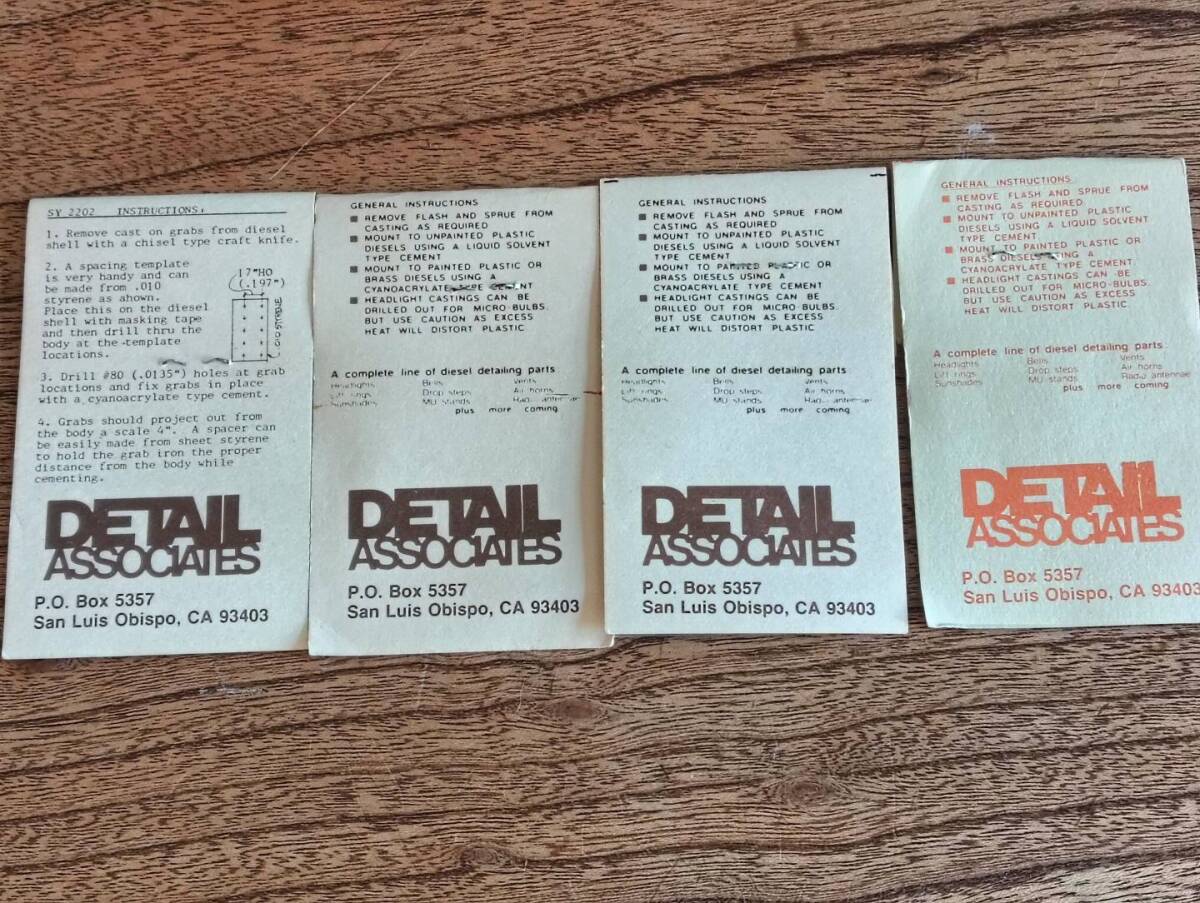 SY 2202 INSTRUCTIONS:
1. Remove cast on grabs from diesel
shell with a chisel type craft knife.
2. A spacing template
is very handy and can
be made from .010
styrene as ahown.
Place this on the diesel
shell with masking tape
and then drill thru the
body at the template
locations.
17"HO
(.197")
.010 STYRENE
3. Drill #80 (.0135") holes at grab
locations and fix grabs in place
with a cyanoacrylate type cement.
4. Grabs should project out from
the body a scale 4". A spacer can
be easily made from sheet styrene
to hold the grab iron the proper
distance from the body while
cementing.
DETAIL
ASSOCIATES
P.O. Box 5357
San Luis Obispo, CA 93403
GENERAL INSTRUCTIONS
■ REMOVE FLASH AND SPRUE FROM
CASTING AS REQUIRED
■ MOUNT TO UNPAINTED PLASTIC
DIESELS USING A LIQUID SOLVENT
TYPE CEMENT
■ MOUNT TO PAINTED PLASTIC OR
BRASS DIESELS USING A
CYANOACRYLATE TYPE CEMENT
■ HEADLIGHT CASTINGS CAN BE
DRILLED OUT FOR MICRO-BULBS.
BUT USE CAUTION AS EXCESS
HEAT WILL DISTORT PLASTIC
A complete line of diesel detailing parts:
Headlights Bells Vents
Lift rings Drop steps Air horns
Sunshades MU stands Radio antennae
plus more coming
DETAIL
ASSOCIATES
P.O. Box 5357
San Luis Obispo, CA 93403
GENERAL INSTRUCTIONS
■ REMOVE FLASH AND SPRUE FROM
CASTING AS REQUIRED
■ MOUNT TO UNPAINTED PLASTIC
DIESELS USING A LIQUID SOLVENT
TYPE CEMENT
■ MOUNT TO PAINTED PLASTIC OR
BRASS DIESELS USING A
CYANOACRYLATE TYPE CEMENT
■ HEADLIGHT CASTINGS CAN BE
DRILLED OUT FOR MICRO-BULBS.
BUT USE CAUTION AS EXCESS
HEAT WILL DISTORT PLASTIC
A complete line of diesel detailing parts:
Headlights Bells Vents
Lift rings Drop steps Air horns
Sunshades MU stands Radio antennae
plus more coming
DETAIL
ASSOCIATES
P.O. Box 5357
San Luis Obispo, CA 93403
GENERAL INSTRUCTIONS
■ REMOVE FLASH AND SPRUE FROM
CASTING AS REQUIRED
■ MOUNT TO UNPAINTED PLASTIC
DIESELS USING A LIQUID SOLVENT
TYPE CEMENT
■ MOUNT TO PAINTED PLASTIC OR
BRASS DIESELS USING A
CYANOACRYLATE TYPE CEMENT
■ HEADLIGHT CASTINGS CAN BE
DRILLED OUT FOR MICRO-BULBS.
BUT USE CAUTION AS EXCESS
HEAT WILL DISTORT PLASTIC
A complete line of diesel detailing parts:
Headlights Bells Vents
Lift rings Drop steps Air horns
Sunshades MU stands Radio antennae
plus more coming
DETAIL
ASSOCIATES
P.O. Box 5357
San Luis Obispo, CA 93403